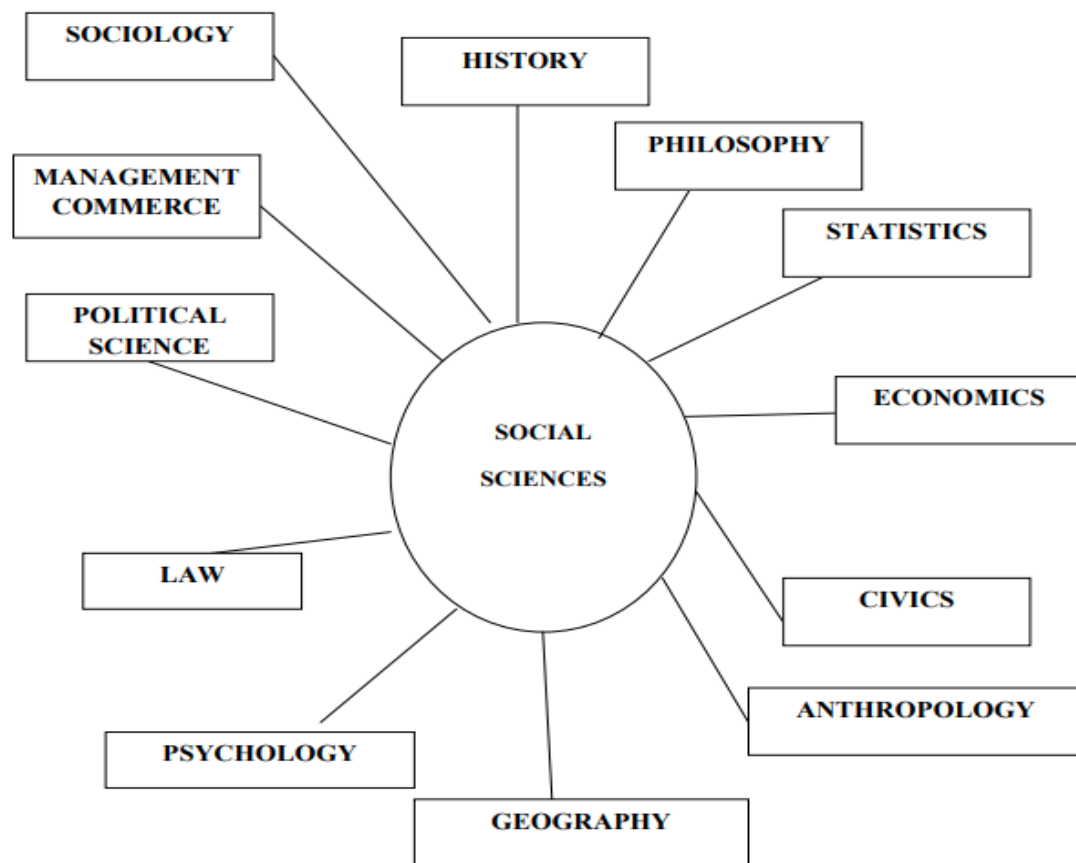 SOCIOLOGY
HISTORY
PHILOSOPHY
MANAGEMENT
COMMERCE
STATISTICS
POLITICAL
SCIENCE
ECONOMICS
SOCIAL
SCIENCES
LAW
CIVICS
ANTHROPOLOGY
PSYCHOLOGY
GEOGRAPHY